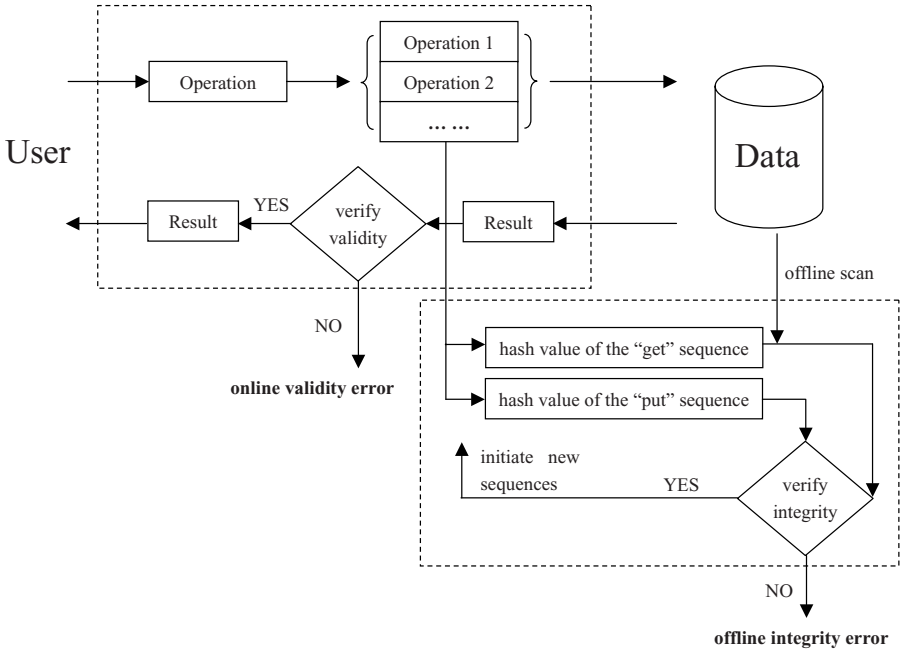 Operation 1
Operation
Operation 2
... ...
User
Data
YES
Result
verify
validity
Result
offline scan
NO
online validity error
hash value of the “get” sequence
hash value of the “put” sequence
initiate new
sequences
YES
verify
integrity
NO
offline integrity error